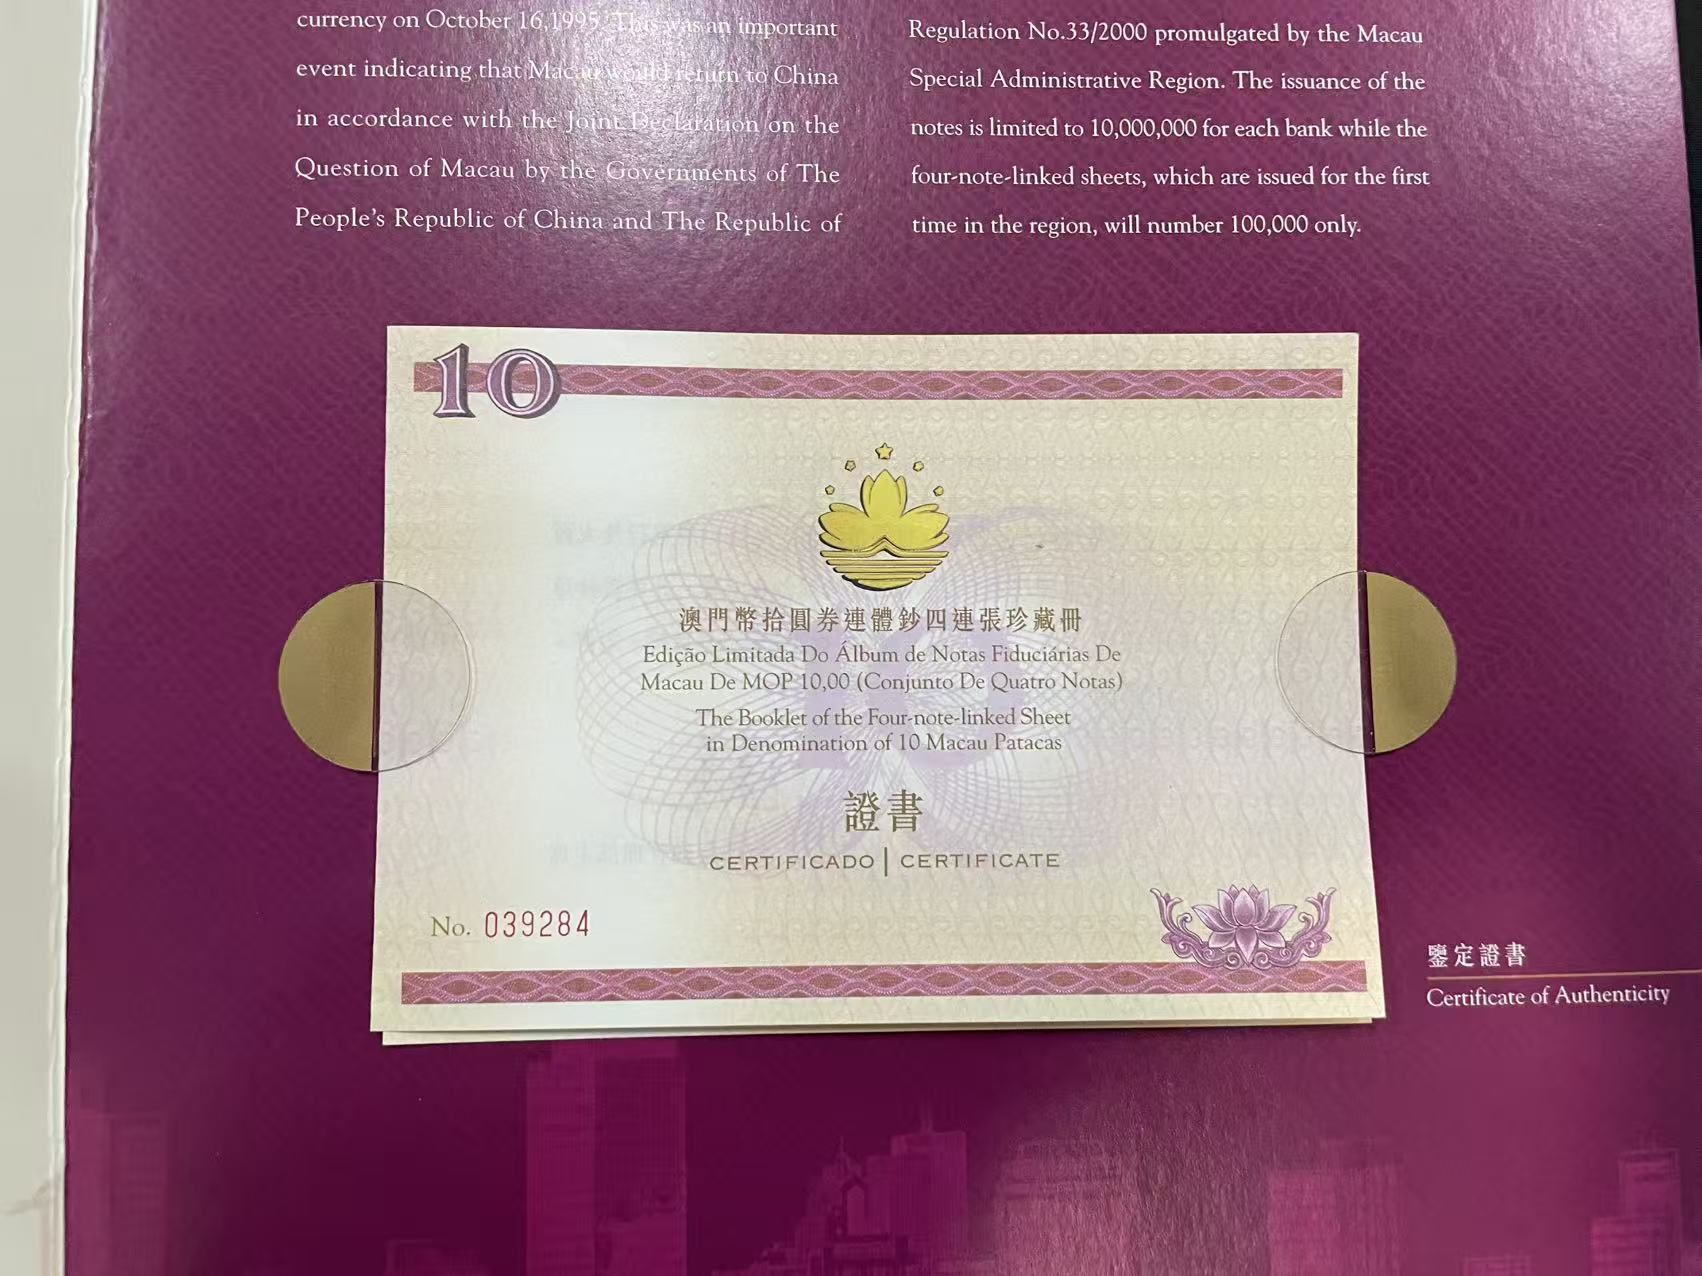 currency on October 16,1995. This was an important
event indicating that Macau would return to China
in accordance with the Joint Declaration on the
Question of Macau by the Governments of The
People's Republic of China and The Republic of
Regulation No.33/2000 promulgated by the Macau
Special Administrative Region. The issuance of the
notes is limited to 10,000,000 for each bank while the
four-note-linked sheets, which are issued for the first
time in the region, will number 100,000 only.
10
澳門幣拾圓券連體鈔四連張珍藏冊
Edição Limitada Do Álbum de Notas Fiduciárias De
Macau De MOP 10,00 (Conjunto De Quatro Notas)
The Booklet of the Four-note-linked Sheet
in Denomination of 10 Macau Patacas
證書
CERTIFICADO | CERTIFICATE
No. 039284
鑒定證書
Certificate of Authenticity